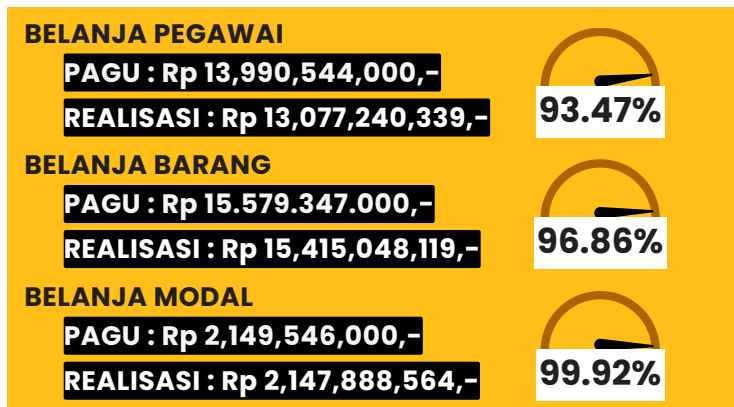 BELANJA PEGAWAI
PAGU : Rp 13,990,544,000,-
REALISASI : Rp 13,077,240,339,-
93.47%
BELANJA BARANG
PAGU : Rp 15.579.347.000,-
REALISASI : Rp 15,415,048,119,-
96.86%
BELANJA MODAL
PAGU : Rp 2,149,546,000,-
REALISASI : Rp 2,147,888,564,-
99.92%